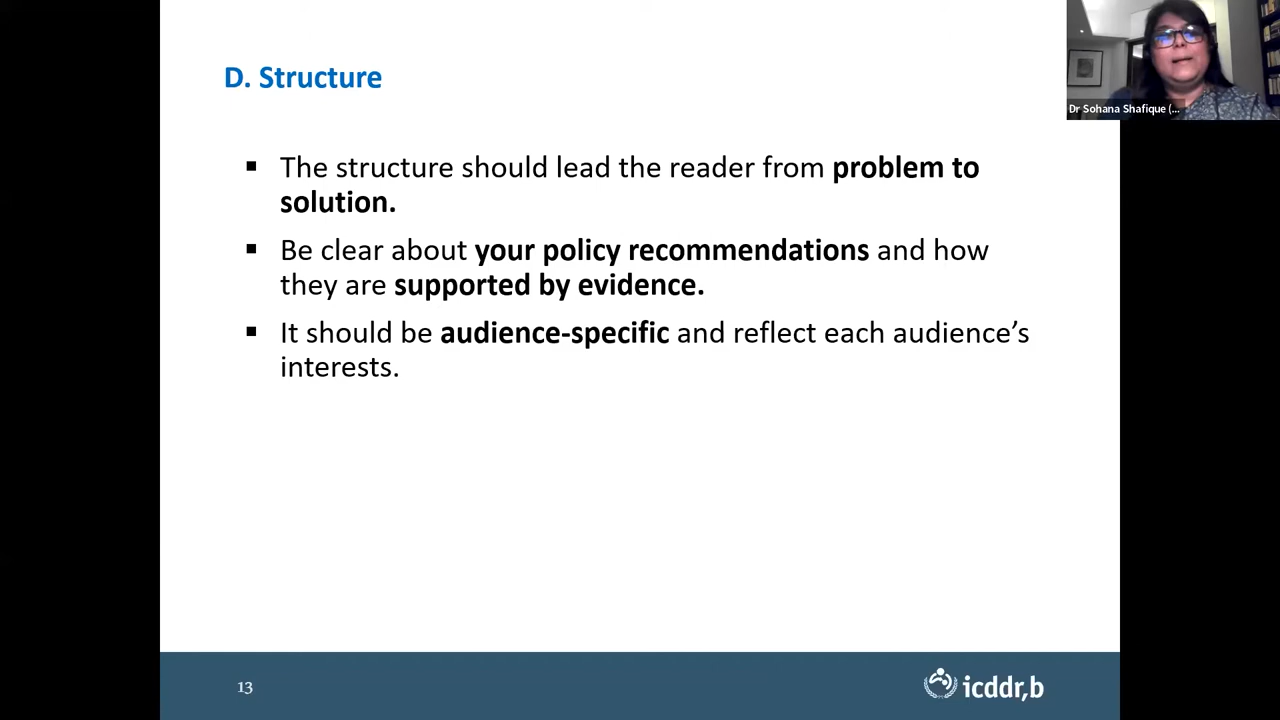 D. Structure
Dr Sohana Shafique (...
▪ The structure should lead the reader from problem to
solution.
▪ Be clear about your policy recommendations and how
they are supported by evidence.
▪ It should be audience-specific and reflect each audience’s
interests.
13
icddr,b